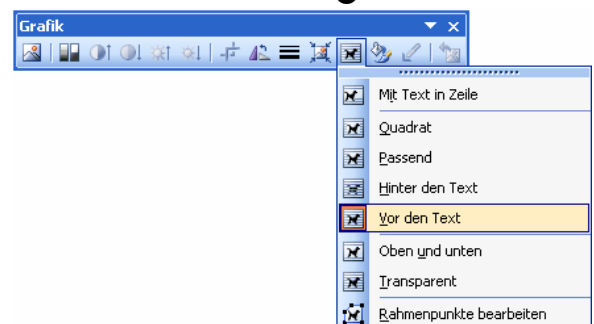 Grafik
Mit Text in Zeile
Quadrat
Passend
Hinter den Text
Vor den Text
Oben und unten
Transparent
Rahmenpunkte bearbeiten